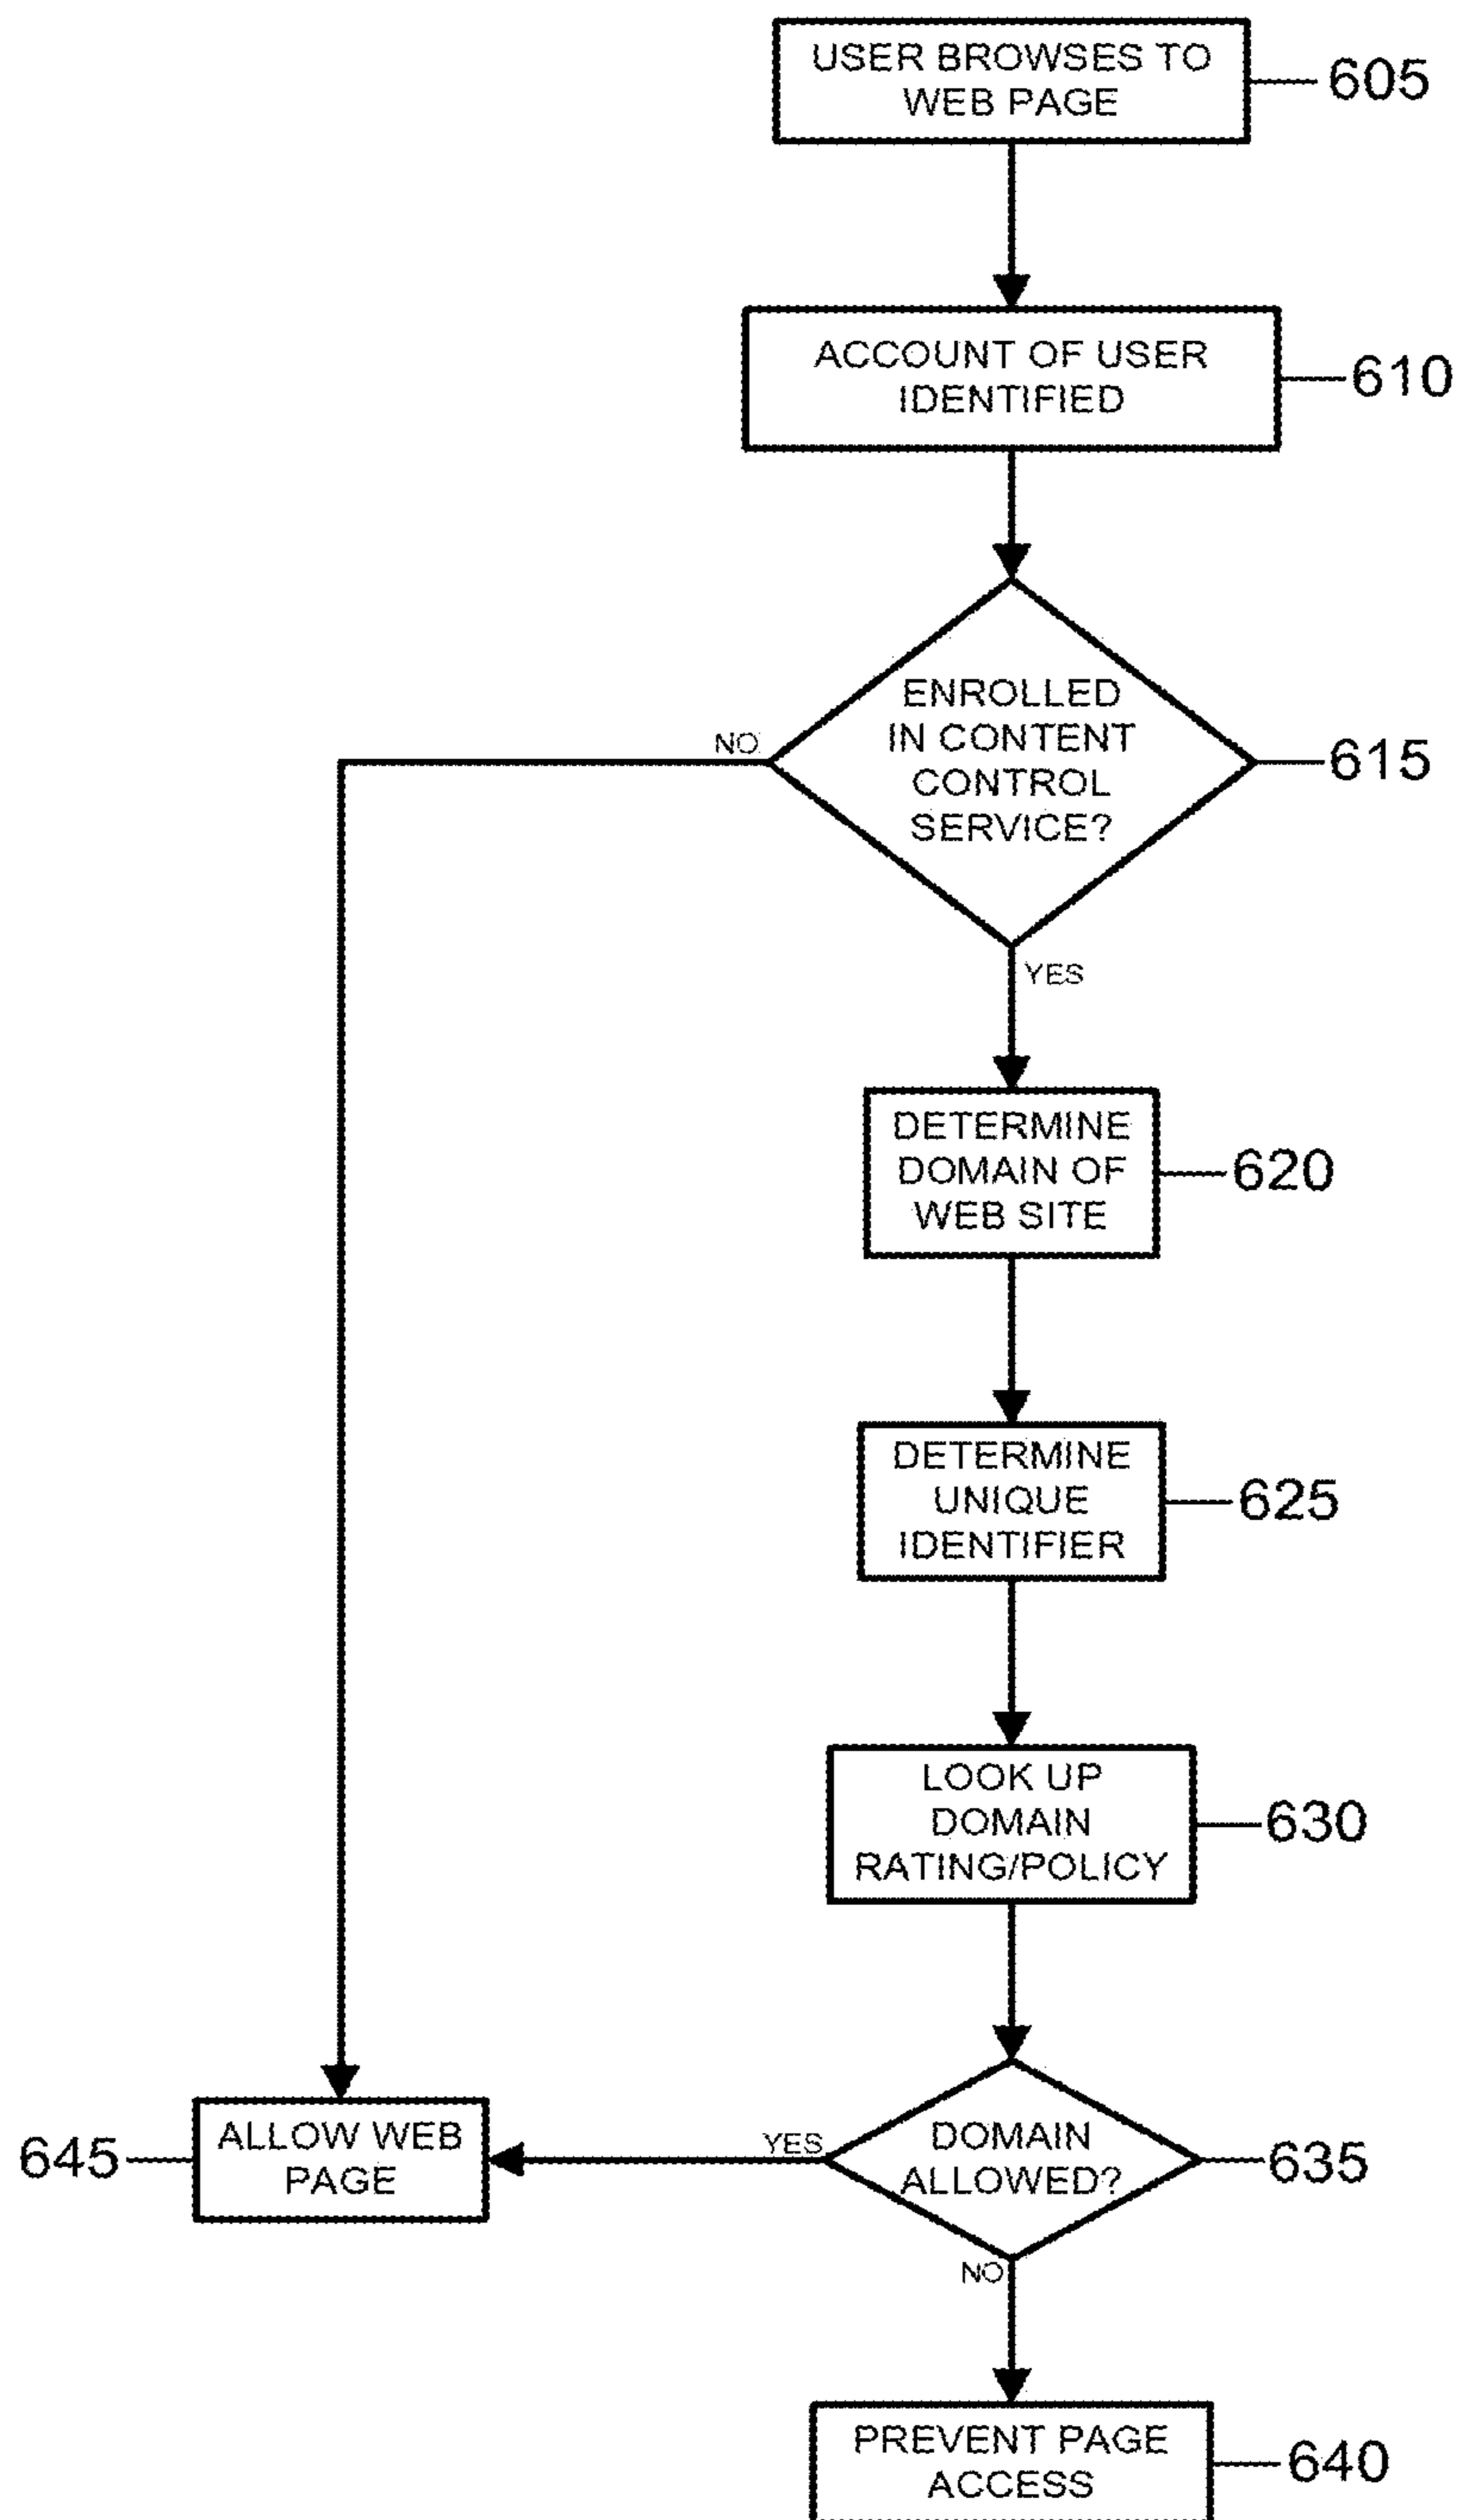 USER BROWSES TO
WEB PAGE
605
ACCOUNT OF USER
IDENTIFIED
610
ENROLLED
IN CONTENT
CONTROL
SERVICE?
615
NO
YES
DETERMINE
DOMAIN OF
WEB SITE
620
DETERMINE
UNIQUE
IDENTIFIER
625
LOOK UP
DOMAIN
RATING/POLICY
630
DOMAIN
ALLOWED?
635
YES
ALLOW WEB
PAGE
645
NO
PREVENT PAGE
ACCESS
640